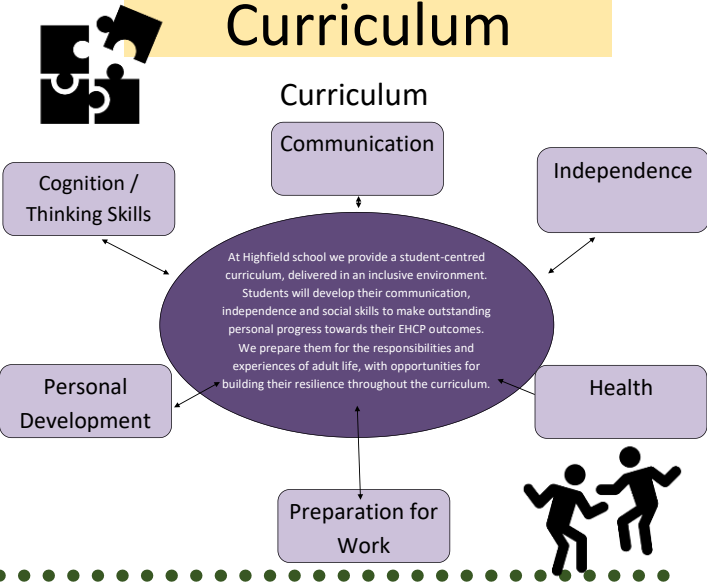 Curriculum
Curriculum
Communication
Independence
Cognition /
Thinking Skills
At Highfield school we provide a student-centred
curriculum, delivered in an inclusive environment.
Students will develop their communication,
independence and social skills to make outstanding
personal progress towards their EHCP outcomes.
We prepare them for the responsibilities and
experiences of adult life, with opportunities for
building their resilience throughout the curriculum.
Personal
Development
Health
Preparation for
Work